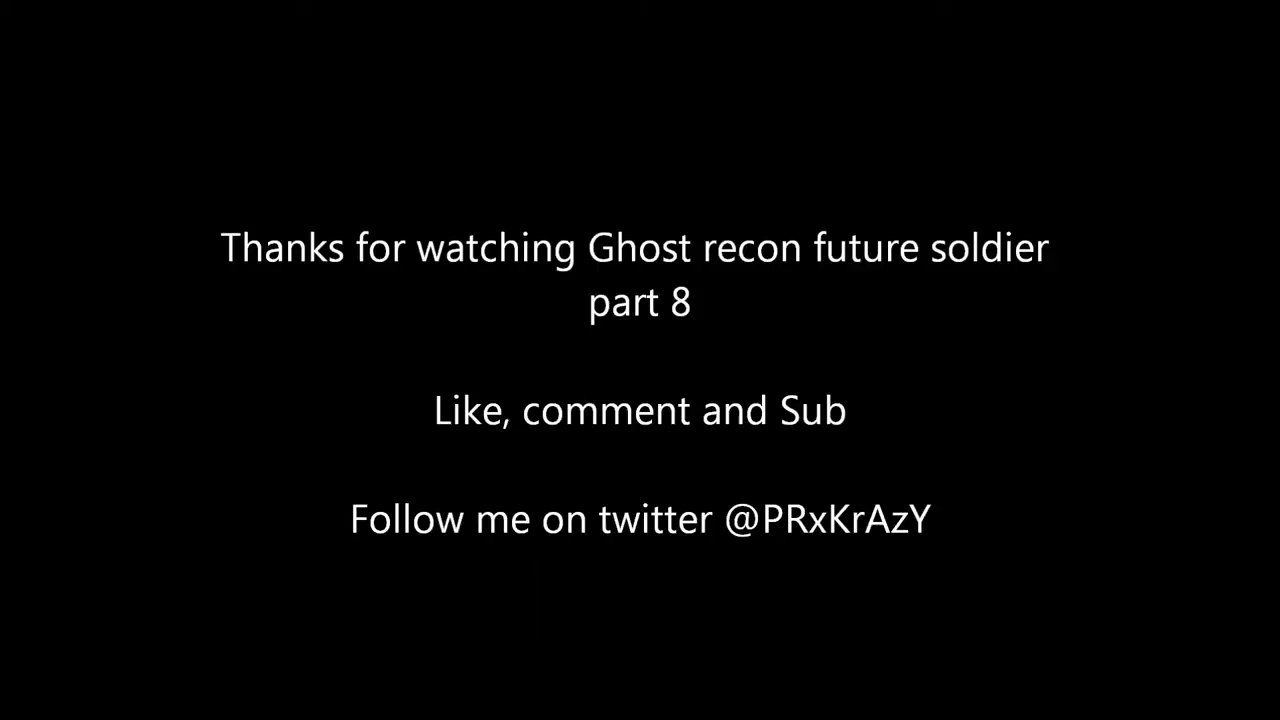 Thanks for watching Ghost recon future soldier
part 8
Like, comment and Sub
Follow me on twitter @PRxKrAzY